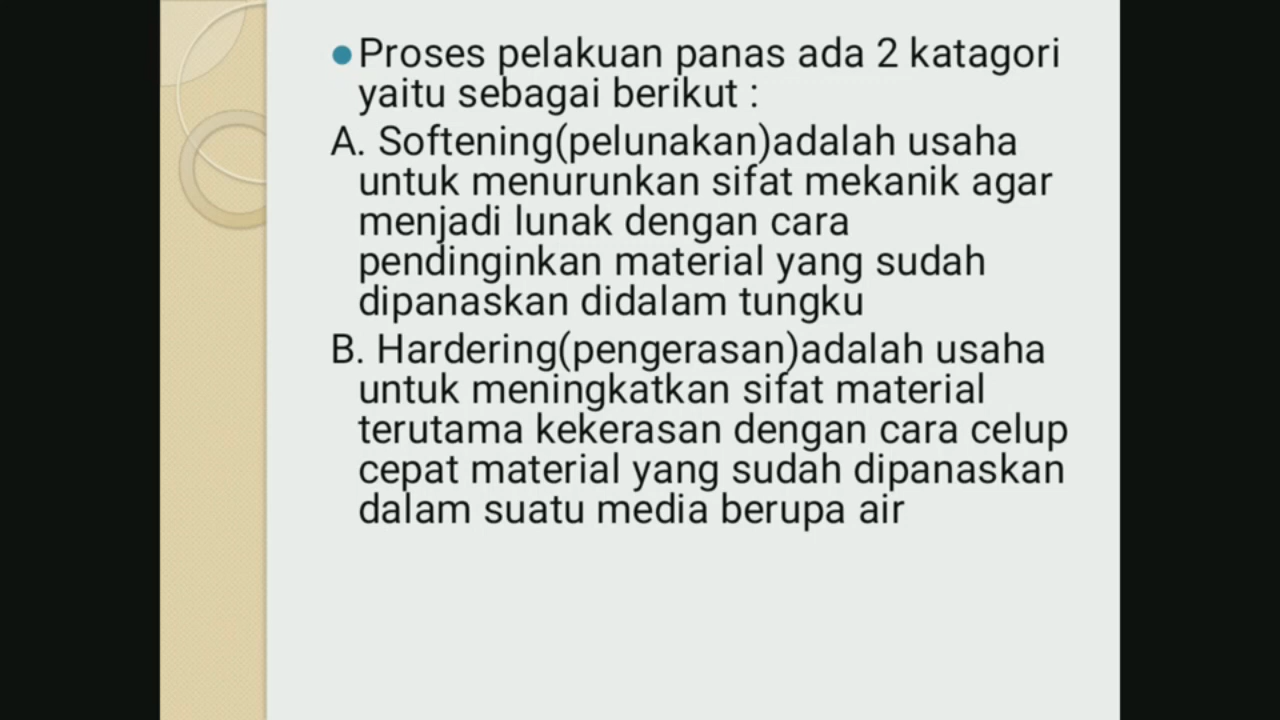 Proses pelakuan panas ada 2 katagori
yaitu sebagai berikut :
A. Softening(pelunakan)adalah usaha
untuk menurunkan sifat mekanik agar
menjadi lunak dengan cara
pendinginkan material yang sudah
dipanaskan didalam tungku
B. Hardering(pengerasan)adalah usaha
untuk meningkatkan sifat material
terutama kekerasan dengan cara celup
cepat material yang sudah dipanaskan
dalam suatu media berupa air